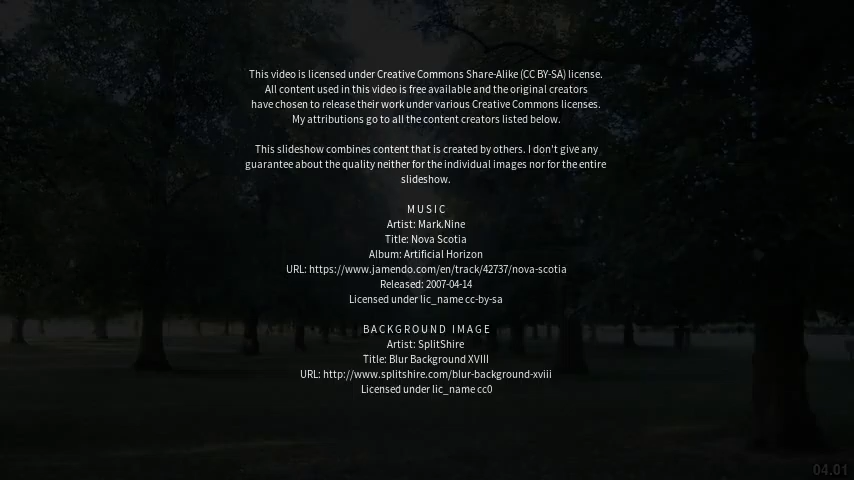 This video is licensed under Creative Commons Share-Alike (CC BY-SA) license.
All content used in this video is free available and the original creators
have chosen to release their work under various Creative Commons licenses.
My attributions go to all the content creators listed below.
This slideshow combines content that is created by others. I don't give any
guarantee about the quality neither for the individual images nor for the entire
slideshow.
MUSIC
Artist: Mark.Nine
Title: Nova Scotia
Album: Artificial Horizon
URL: https://www.jamendo.com/en/track/42737/nova-scotia
Released: 2007-04-14
Licensed under lic_name cc-by-sa
BACKGROUND IMAGE
Artist: SplitShire
Title: Blur Background XVIII
URL: http://www.splitshire.com/blur-background-xviii
Licensed under lic_name cc0
04.01